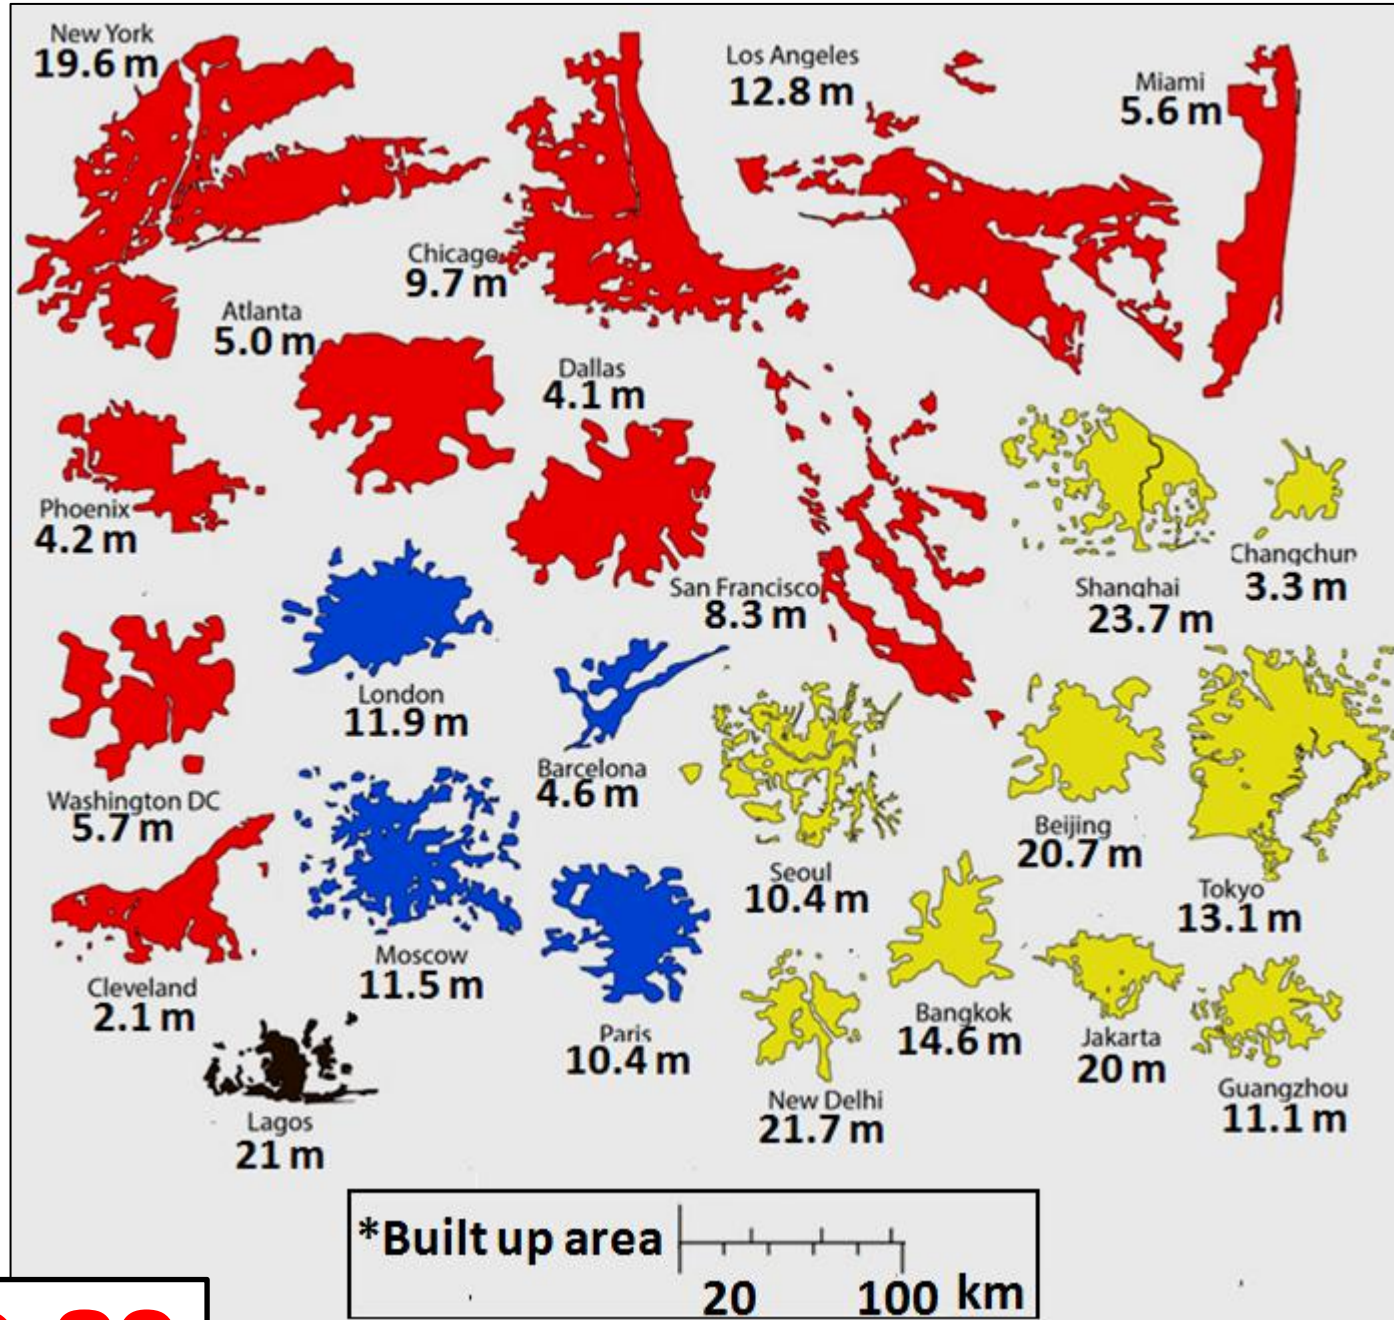 New York
19.6 m
Los Angeles
12.8 m
Miami
5.6 m
Chicago
9.7 m
Atlanta
5.0 m
Dallas
4.1 m
Phoenix
4.2 m
San Francisco
8.3 m
Shanghai
23.7 m
Changchun
3.3 m
London
11.9 m
Barcelona
4.6 m
Washington DC
5.7 m
Seoul
10.4 m
Beijing
20.7 m
Tokyo
13.1 m
Cleveland
2.1 m
Moscow
11.5 m
Paris
10.4 m
Bangkok
14.6 m
Jakarta
20 m
Guangzhou
11.1 m
New Delhi
21.7 m
Lagos
21 m
*Built up area
20 100 km